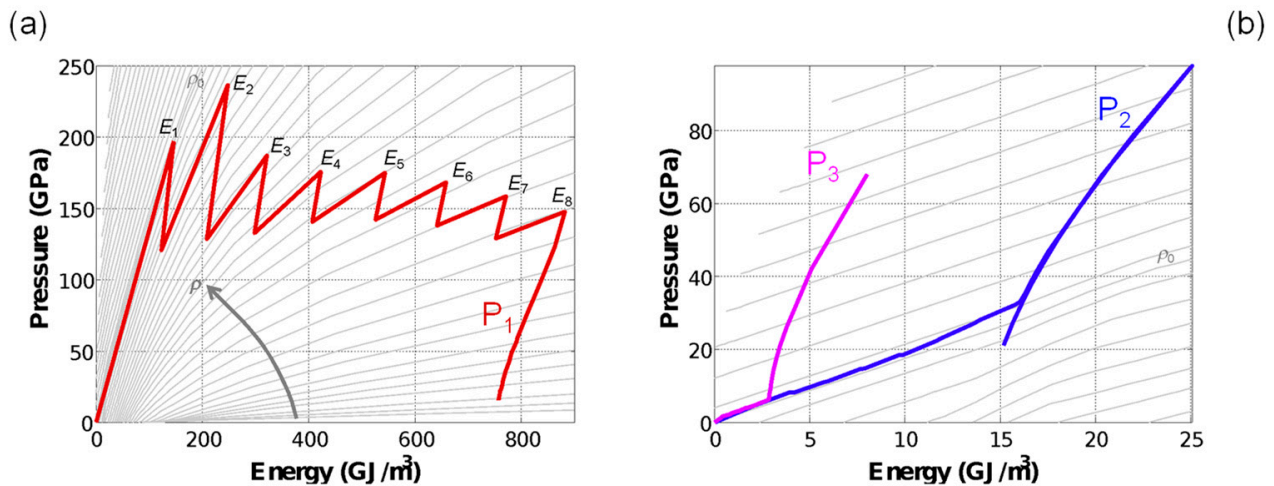 (a)
(b)
250
200
150
100
50
0
Pressure (GPa)
0
200
400
600
800
Energy (GJ/m³)
ρ₀
E₁
E₂
E₃
E₄
E₅
E₆
E₇
E₈
ρ
P₁
80
60
40
20
0
Pressure (GPa)
0
5
10
15
20
25
Energy (GJ/m³)
P₃
P₂
ρ₀